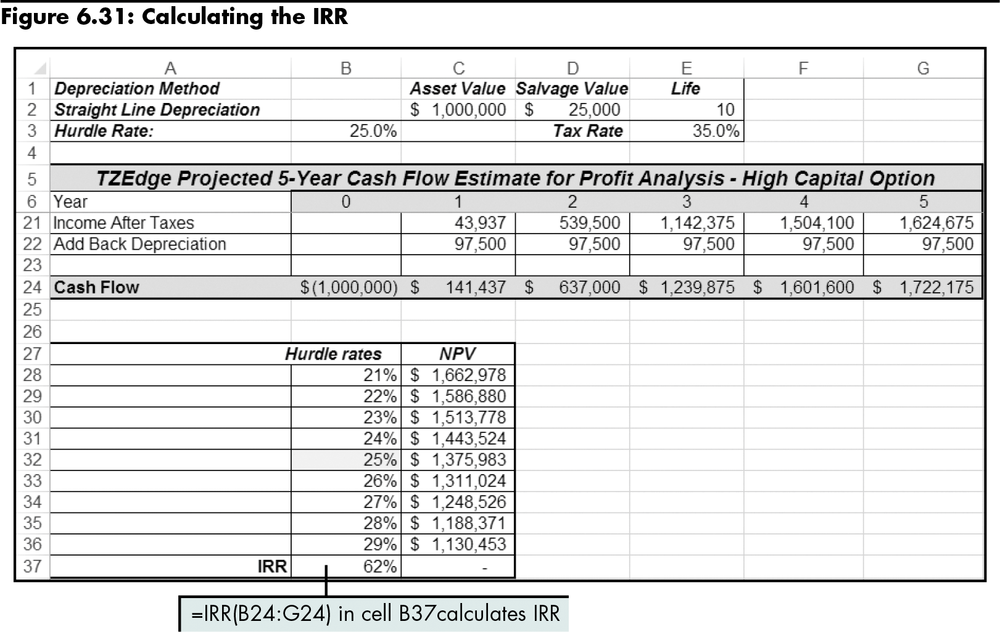 Figure 6.31: Calculating the IRR
A B C D E F G
1 Depreciation Method Asset Value Salvage Value Life
2 Straight Line Depreciation $ 1,000,000 $ 25,000 10
3 Hurdle Rate: 25.0% Tax Rate 35.0%
4
5 TZEdge Projected 5-Year Cash Flow Estimate for Profit Analysis - High Capital Option
6 Year 0 1 2 3 4 5
21 Income After Taxes 43,937 539,500 1,142,375 1,504,100 1,624,675
22 Add Back Depreciation 97,500 97,500 97,500 97,500 97,500
23
24 Cash Flow $(1,000,000) $ 141,437 $ 637,000 $ 1,239,875 $ 1,601,600 $ 1,722,175
25
26
27 Hurdle rates NPV
28 21% $ 1,662,978
29 22% $ 1,586,880
30 23% $ 1,513,778
31 24% $ 1,443,524
32 25% $ 1,375,983
33 26% $ 1,311,024
34 27% $ 1,248,526
35 28% $ 1,188,371
36 29% $ 1,130,453
37 IRR 62% -
=IRR(B24:G24) in cell B37calculates IRR